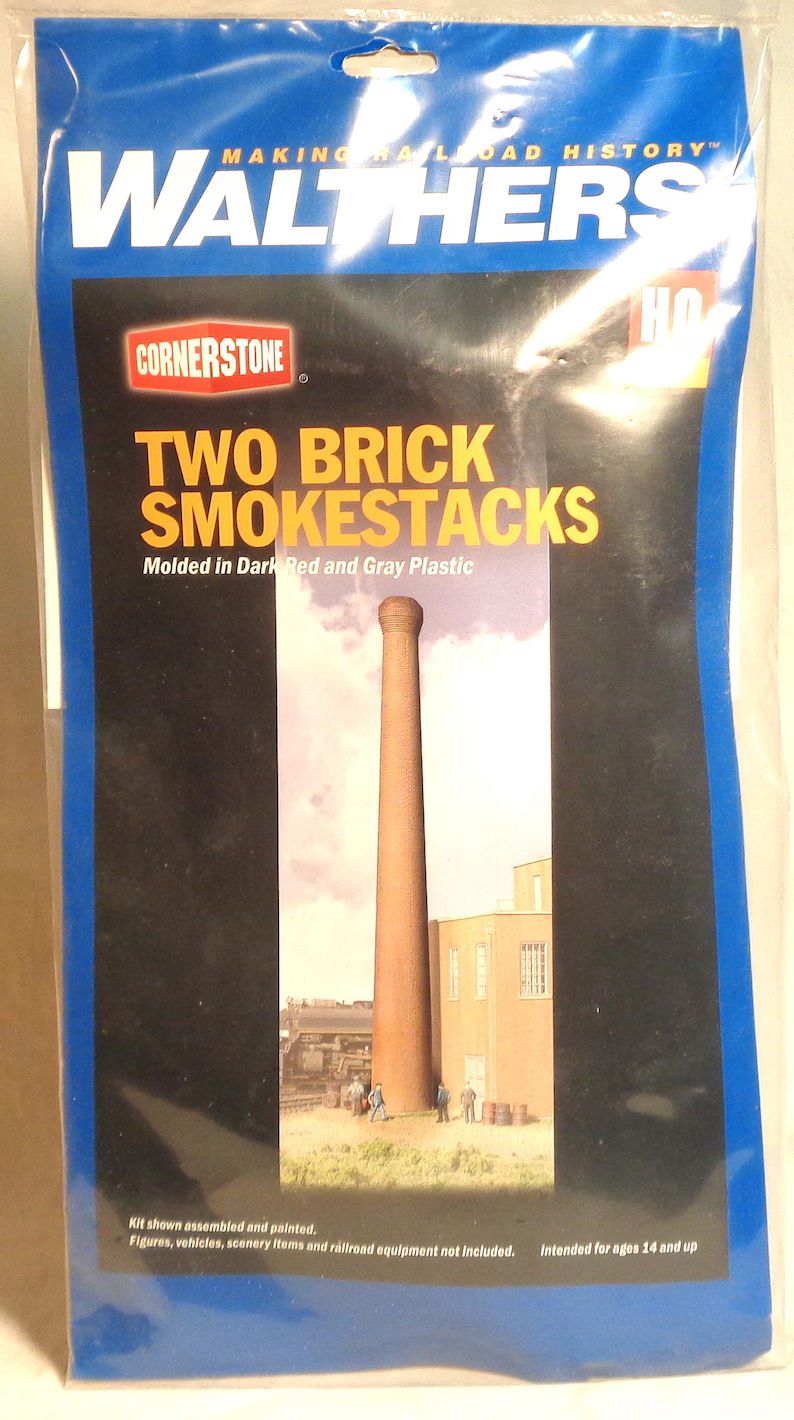 MAKING RAILROAD HISTORY™
WALTHERS
HO
CORNERSTONE®
TWO BRICK
SMOKESTACKS
Molded in Dark Red and Gray Plastic
Kit shown assembled and painted.
Figures, vehicles, scenery items and railroad equipment not included.
Intended for ages 14 and up